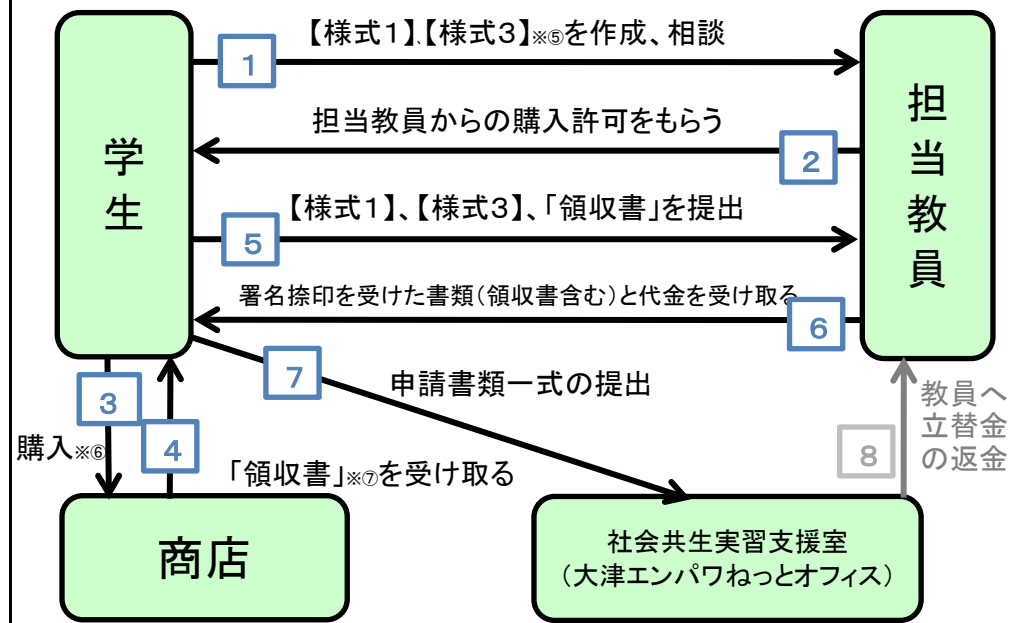 【様式1】、【様式3】※⑤を作成、相談
1
担当教員からの購入許可をもらう
2
学生
担当教員
【様式1】、【様式3】、「領収書」を提出
5
署名捺印を受けた書類（領収書含む）と代金を受け取る
6
7
申請書類一式の提出
3
4
購入※⑥
「領収書」※⑦を受け取る
8
教員へ
立替金
の返金
商店
社会共生実習支援室
（大津エンパワねっとオフィス）